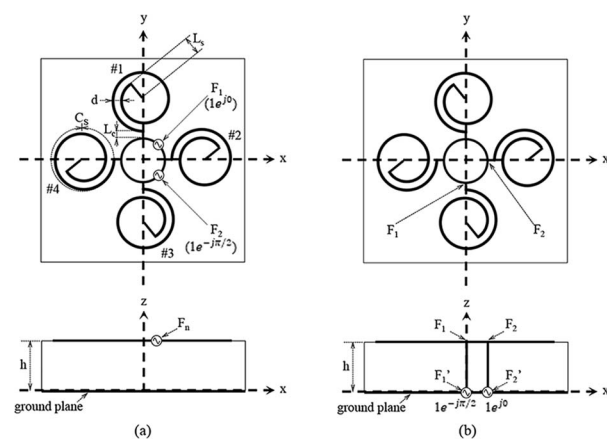 y
L_s
#1
F_1
(1e^{j0})
d
C_s
L_c
#2
x
#4
F_2
(1e^{-jπ/2})
#3
z
F_n
h
x
ground plane
(a)
y
x
F_1
F_2
z
F_1
F_2
h
F_1'
F_2'
x
ground plane
1e^{-jπ/2}
1e^{j0}
(b)